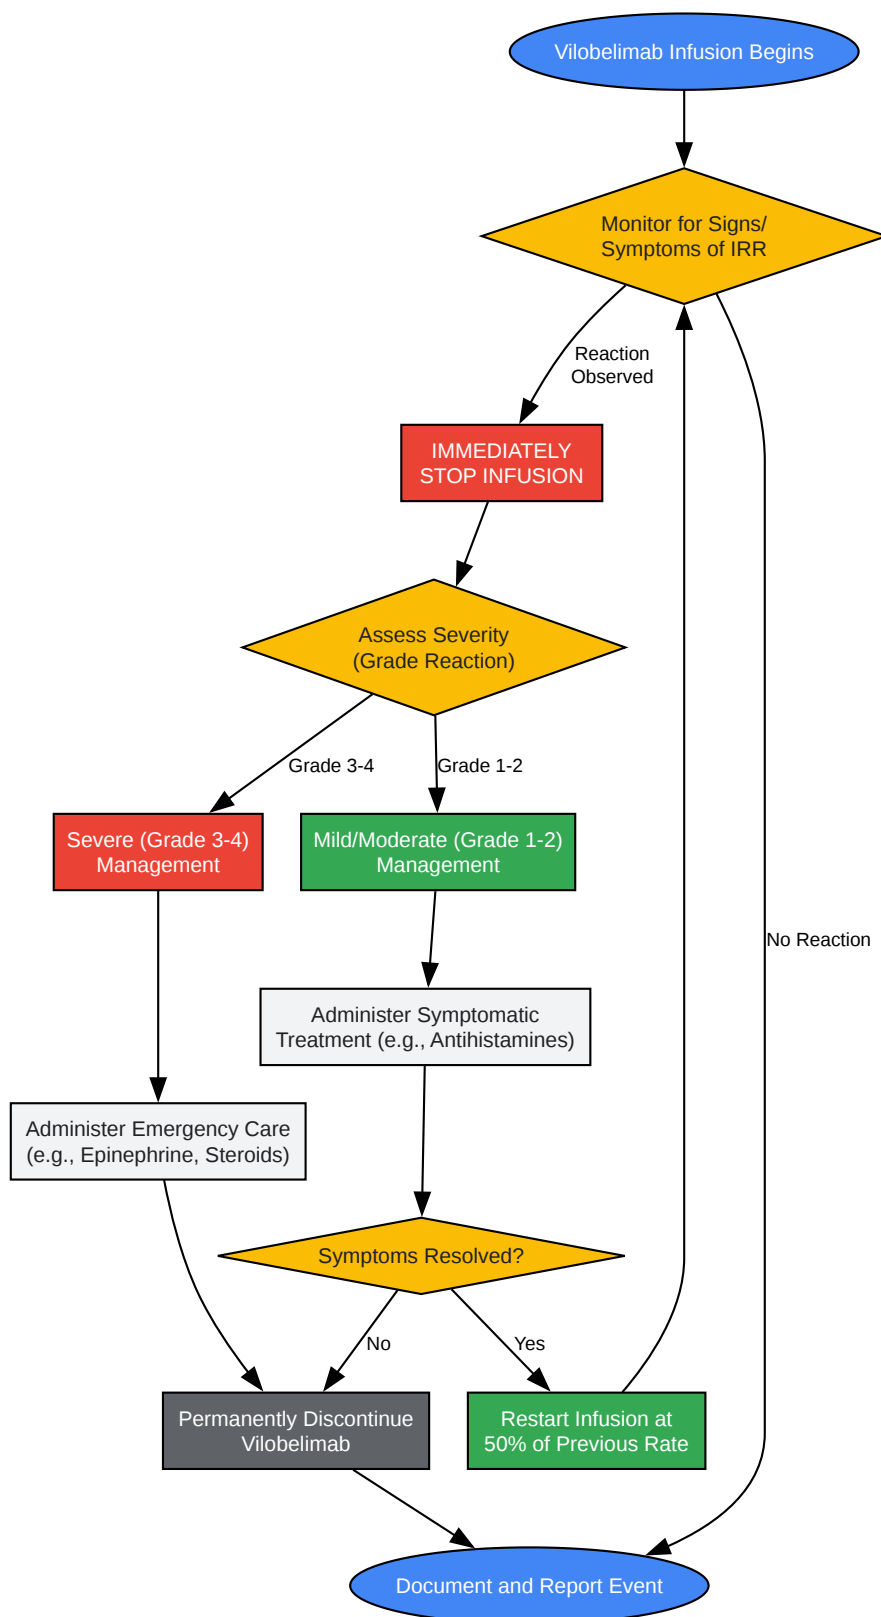 Vilobelimab Infusion Begins
Monitor for Signs/
Symptoms of IRR
Reaction
Observed
IMMEDIATELY
STOP INFUSION
Assess Severity
(Grade Reaction)
Grade 3-4
Grade 1-2
Severe (Grade 3-4)
Management
Mild/Moderate (Grade 1-2)
Management
No Reaction
Administer Symptomatic
Treatment (e.g., Antihistamines)
Administer Emergency Care
(e.g., Epinephrine, Steroids)
Symptoms Resolved?
No
Yes
Permanently Discontinue
Vilobelimab
Restart Infusion at
50% of Previous Rate
Document and Report Event